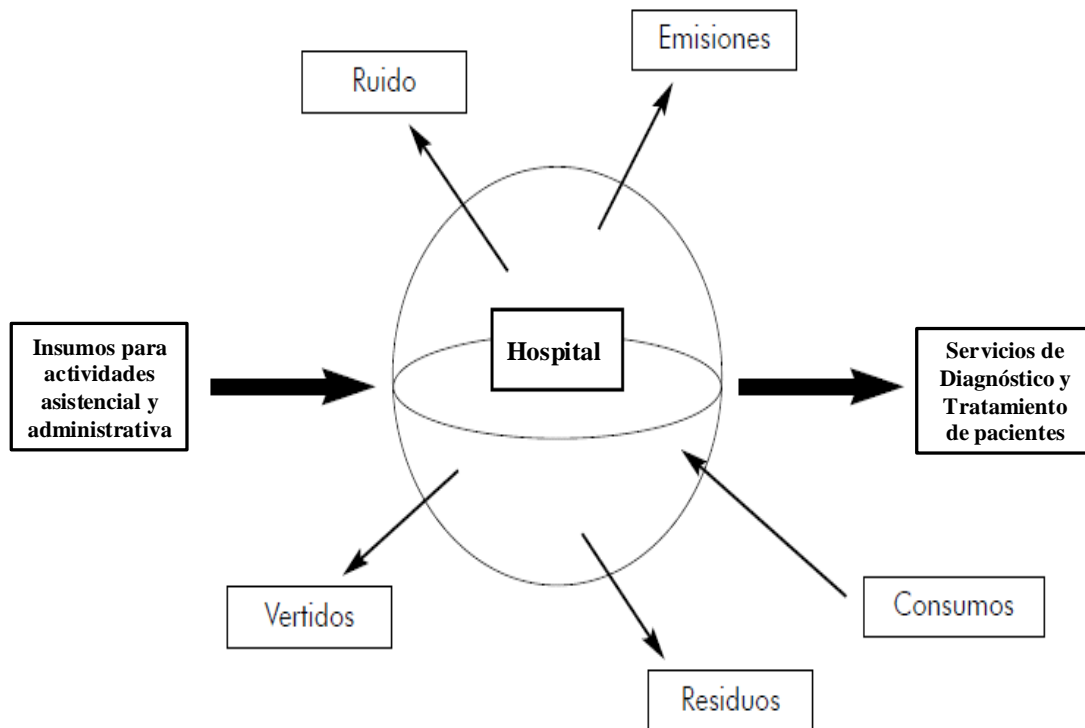 Emisiones
Ruido
Insumos para
actividades
asistencial y
administrativa
Hospital
Servicios de
Diagnóstico y
Tratamiento
de pacientes
Vertidos
Consumos
Residuos